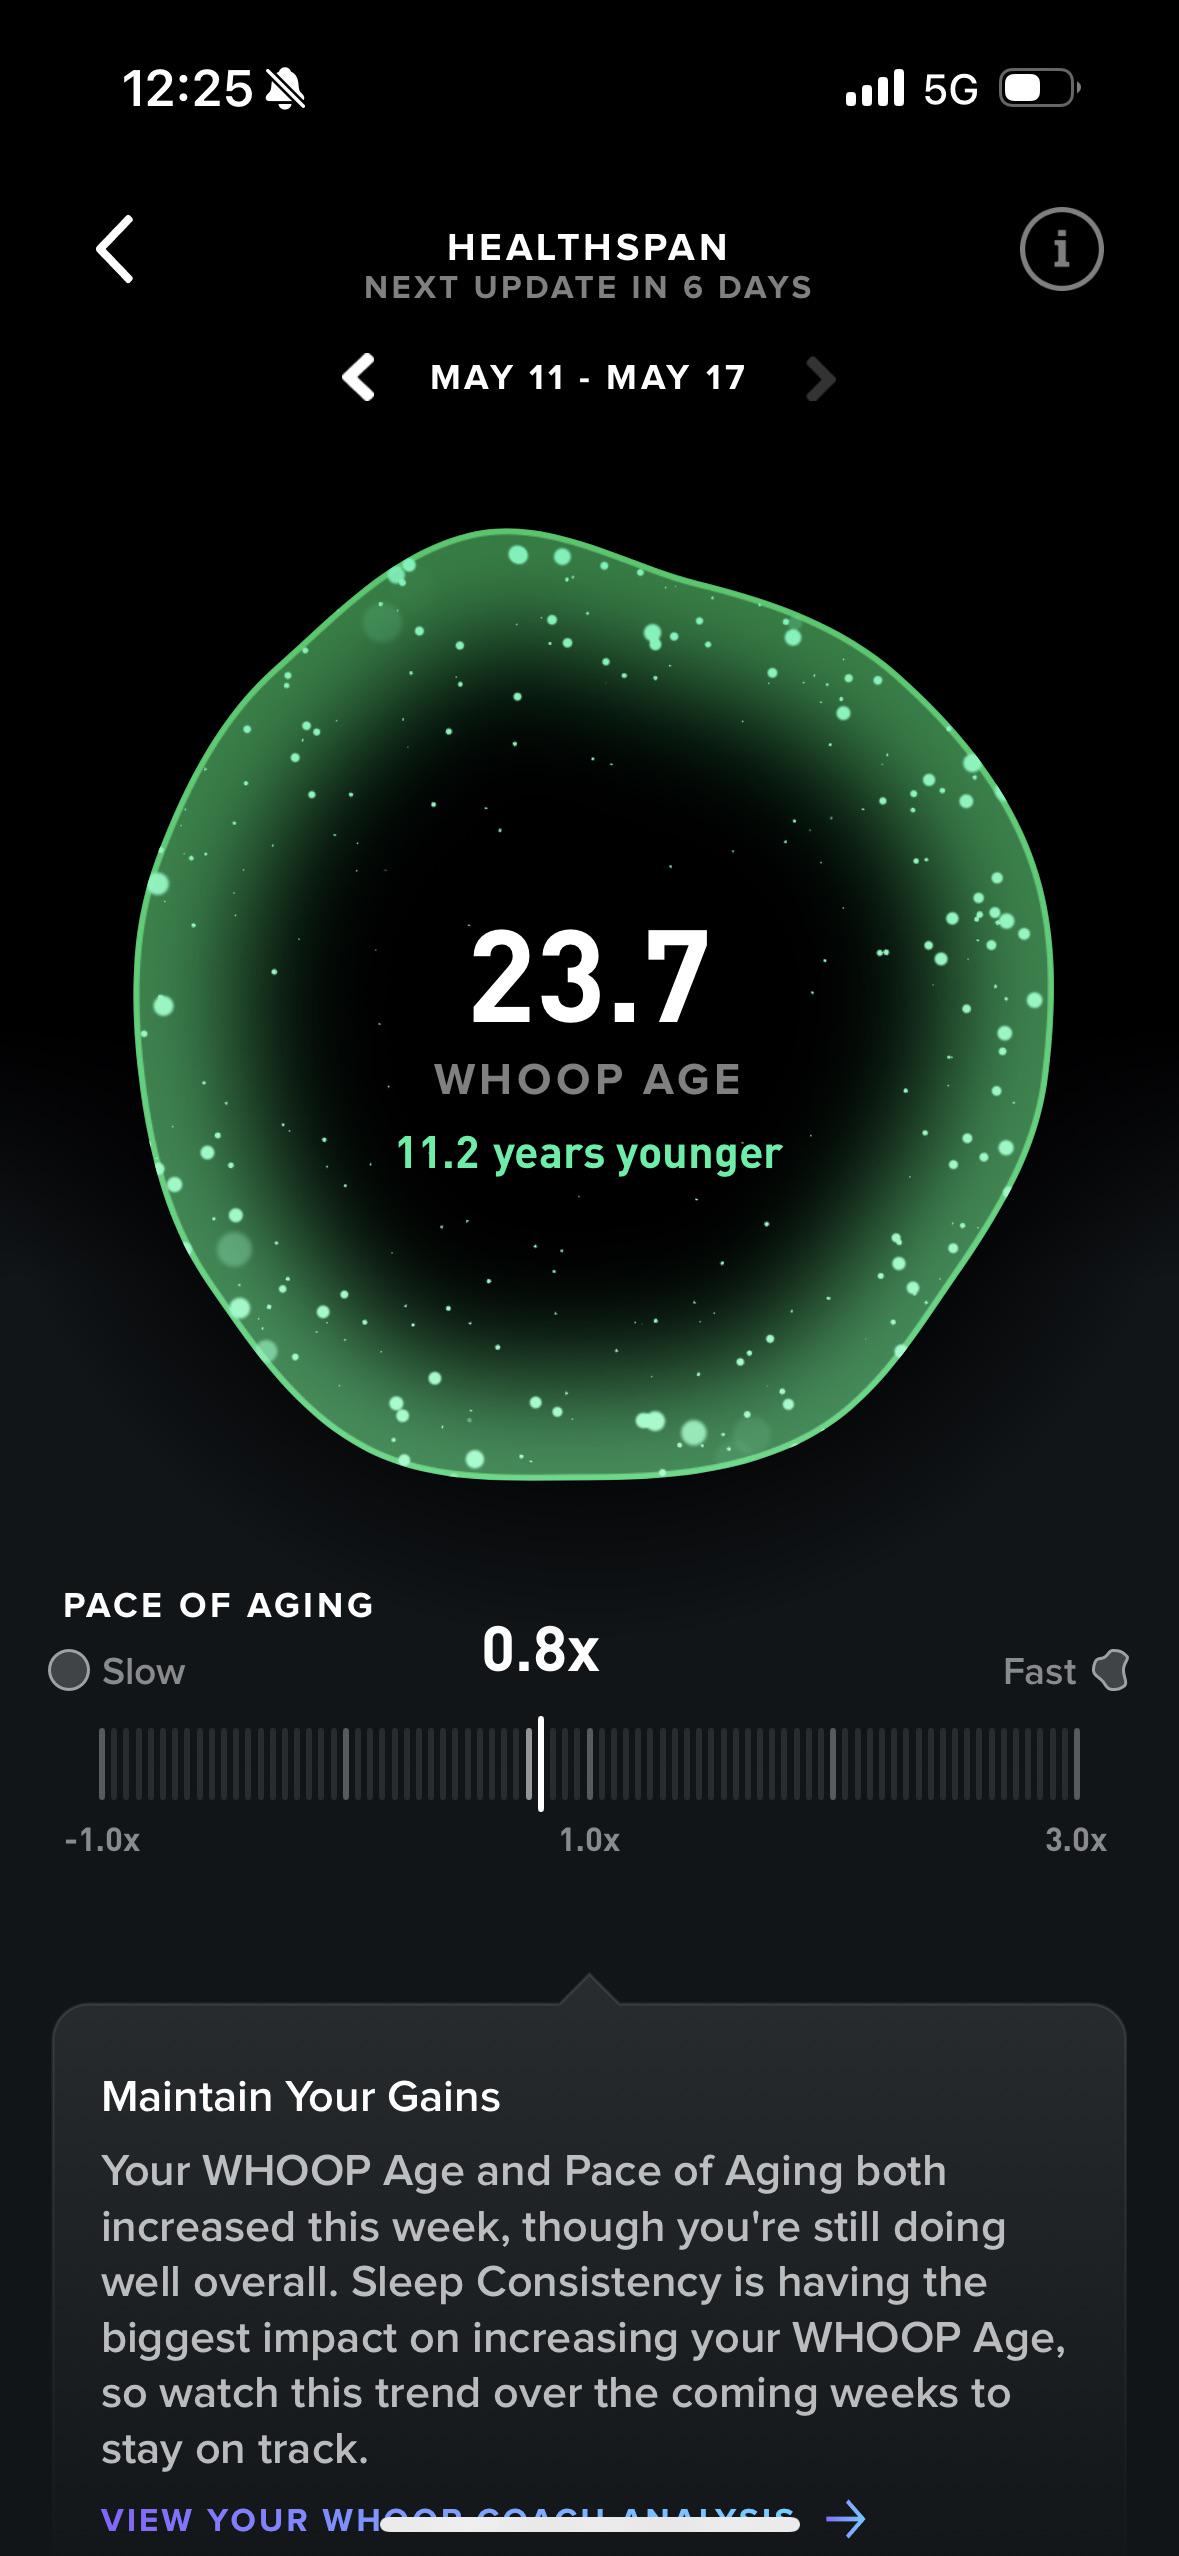 12:25
5G
HEALTHSPAN
NEXT UPDATE IN 6 DAYS
MAY 11 - MAY 17
23.7
WHOOP AGE
11.2 years younger
PACE OF AGING
0.8x
Slow
Fast
-1.0x
1.0x
3.0x
Maintain Your Gains
Your WHOOP Age and Pace of Aging both
increased this week, though you're still doing
well overall. Sleep Consistency is having the
biggest impact on increasing your WHOOP Age,
so watch this trend over the coming weeks to
stay on track.
VIEW YOUR WHOOP COACH ANALYSIS